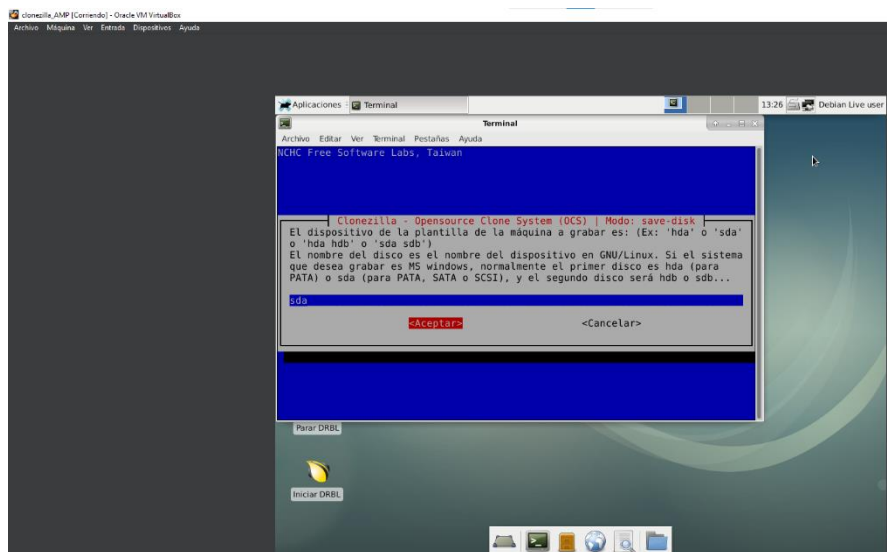 clonezilla_AMP [Corriendo] - Oracle VM VirtualBox
Archivo Máquina Ver Entrada Dispositivos Ayuda
Aplicaciones Terminal 13:26 Debian Live user
Terminal
Archivo Editar Ver Terminal Pestañas Ayuda
NCHC Free Software Labs, Taiwan
Clonezilla - Opensource Clone System (OCS) | Modo: save-disk
El dispositivo de la plantilla de la máquina a grabar es: (Ex: 'hda' o 'sda'
o 'hda hdb' o 'sda sdb')
El nombre del disco es el nombre del dispositivo en GNU/Linux. Si el sistema
que desea grabar es MS windows, normalmente el primer disco es hda (para
PATA) o sda (para PATA, SATA o SCSI), y el segundo disco será hdb o sdb...
sda
<Aceptar> <Cancelar>
Parar DRBL
Iniciar DRBL